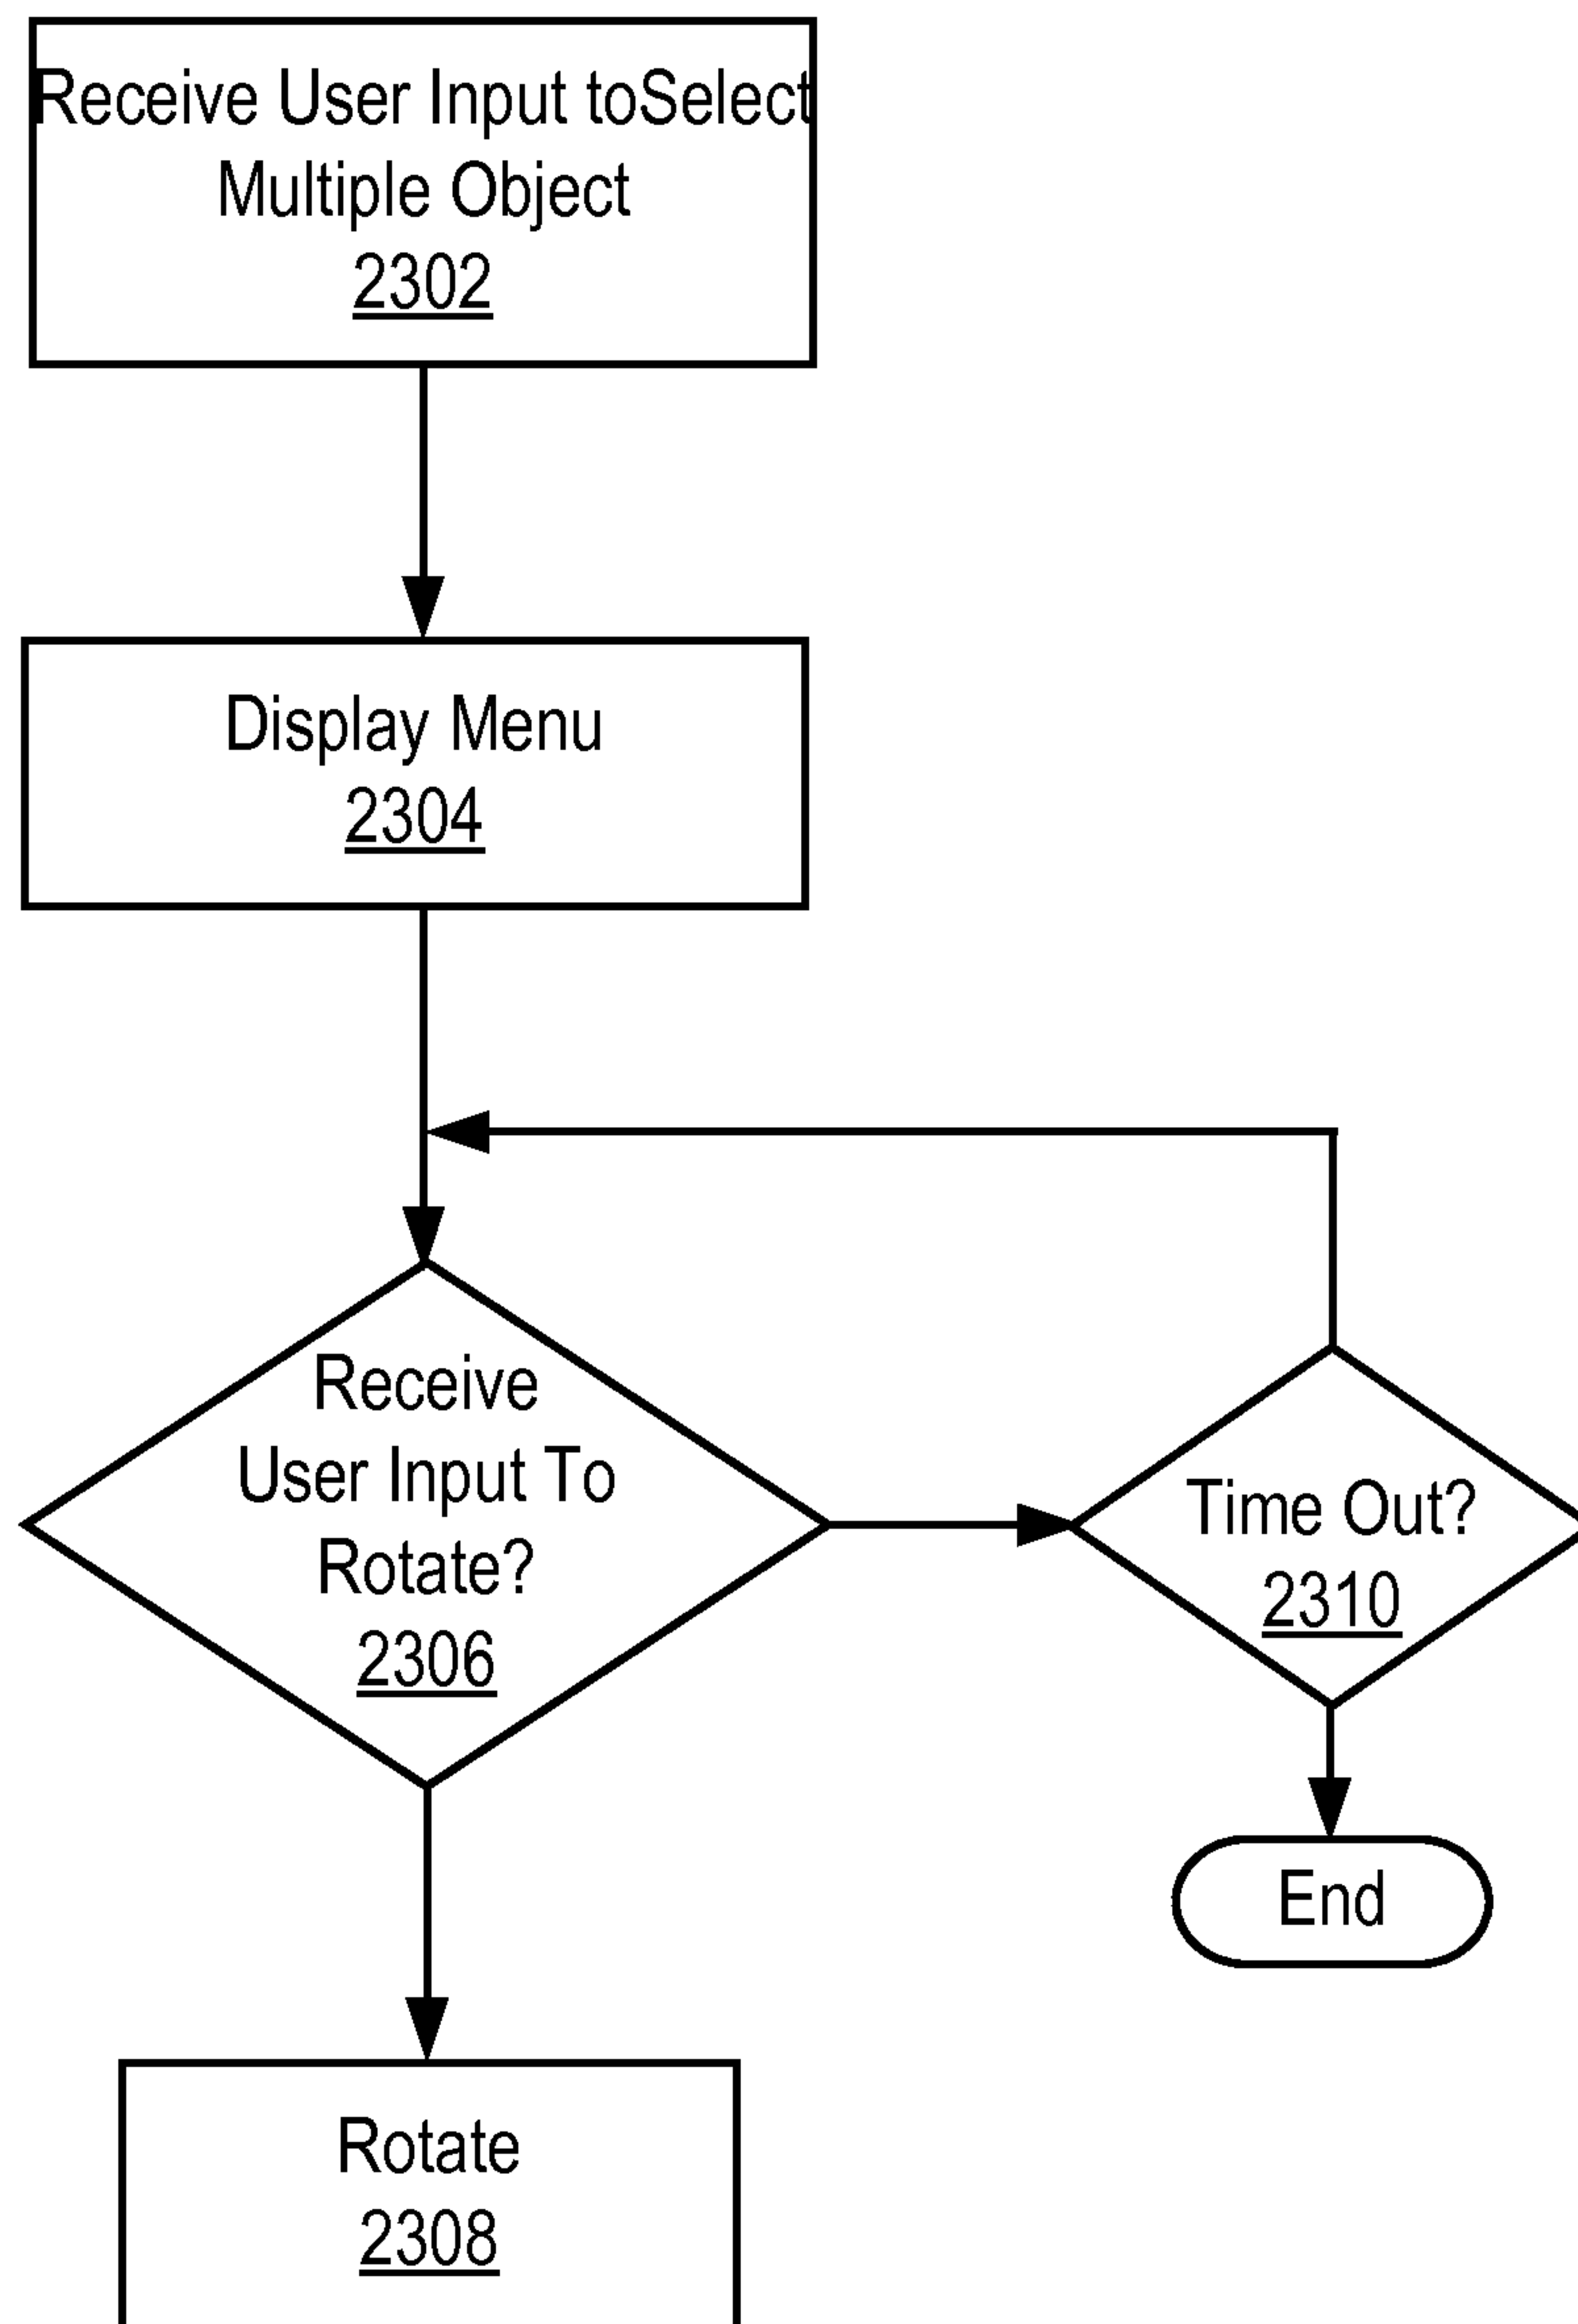 Receive User Input toSelect
Multiple Object
2302
Display Menu
2304
Receive
User Input To
Rotate?
2306
Time Out?
2310
End
Rotate
2308